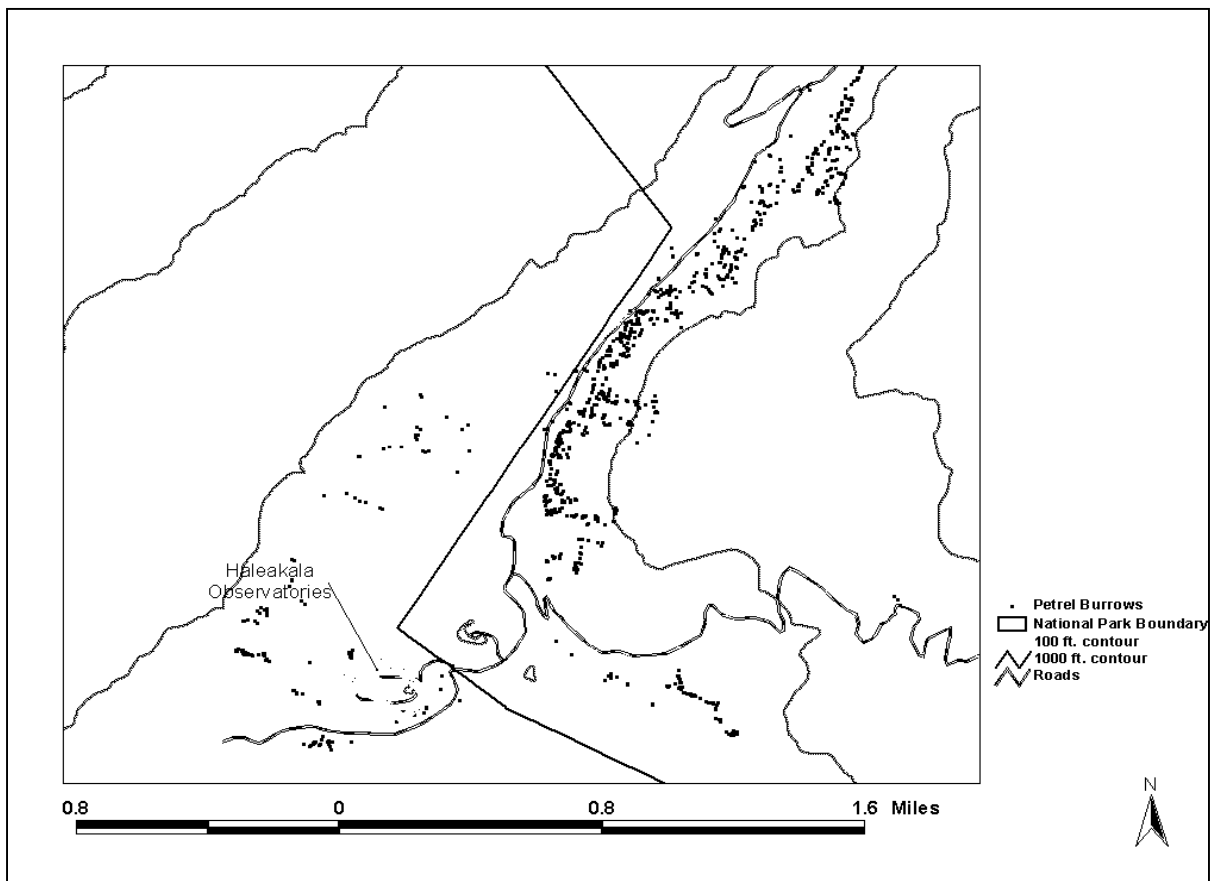 Haleakala
Observatories
Petrel Burrows
National Park Boundary
100 ft. contour
1000 ft. contour
Roads
0.8 0 0.8 1.6 Miles
N